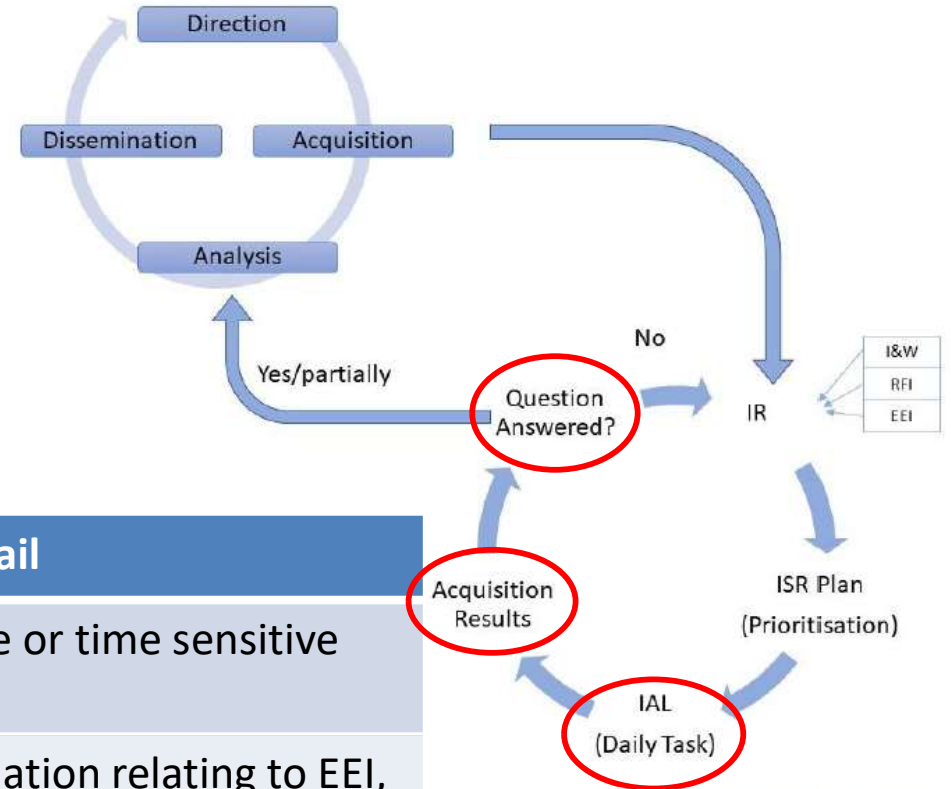 Direction
Dissemination
Acquisition
Analysis
No
Yes/partially
Question
Answered?
IR
I&W
RFI
EEI
Acquisition
Results
ISR Plan
(Prioritisation)
IAL
(Daily Task)
e or time sensitive
ation relating to EEI,